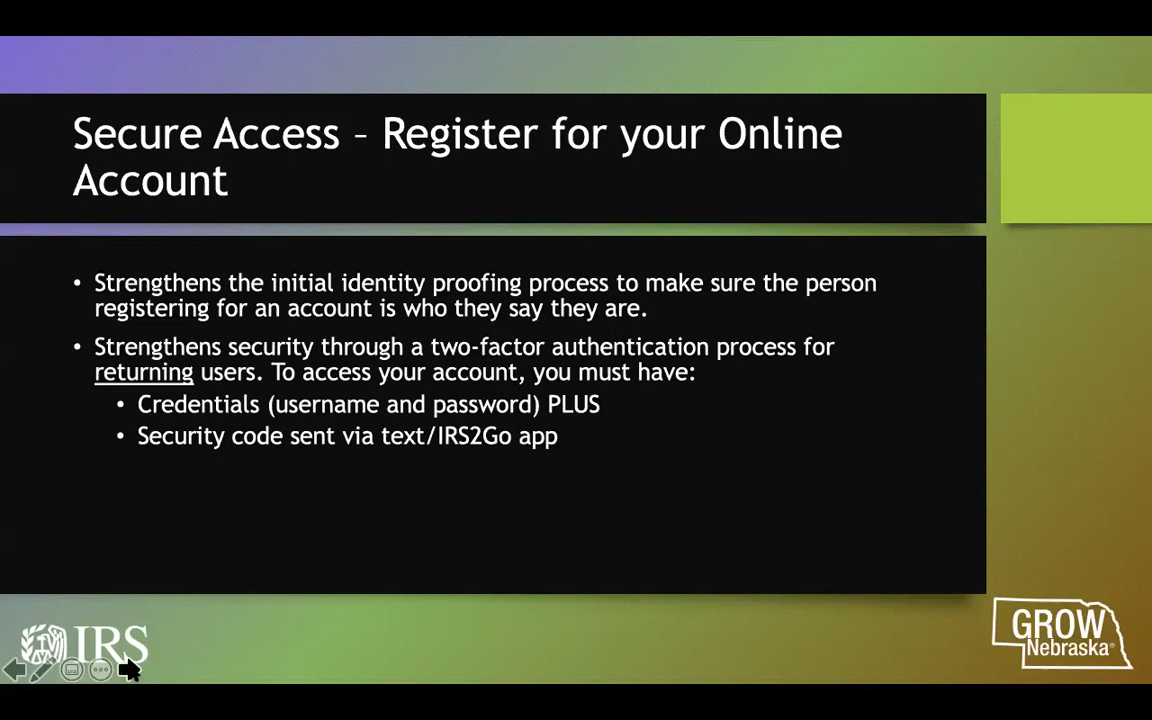 Secure Access – Register for your Online
Account
• Strengthens the initial identity proofing process to make sure the person
registering for an account is who they say they are.
• Strengthens security through a two-factor authentication process for
returning users. To access your account, you must have:
• Credentials (username and password) PLUS
• Security code sent via text/IRS2Go app
IRS
GROW
Nebraska®